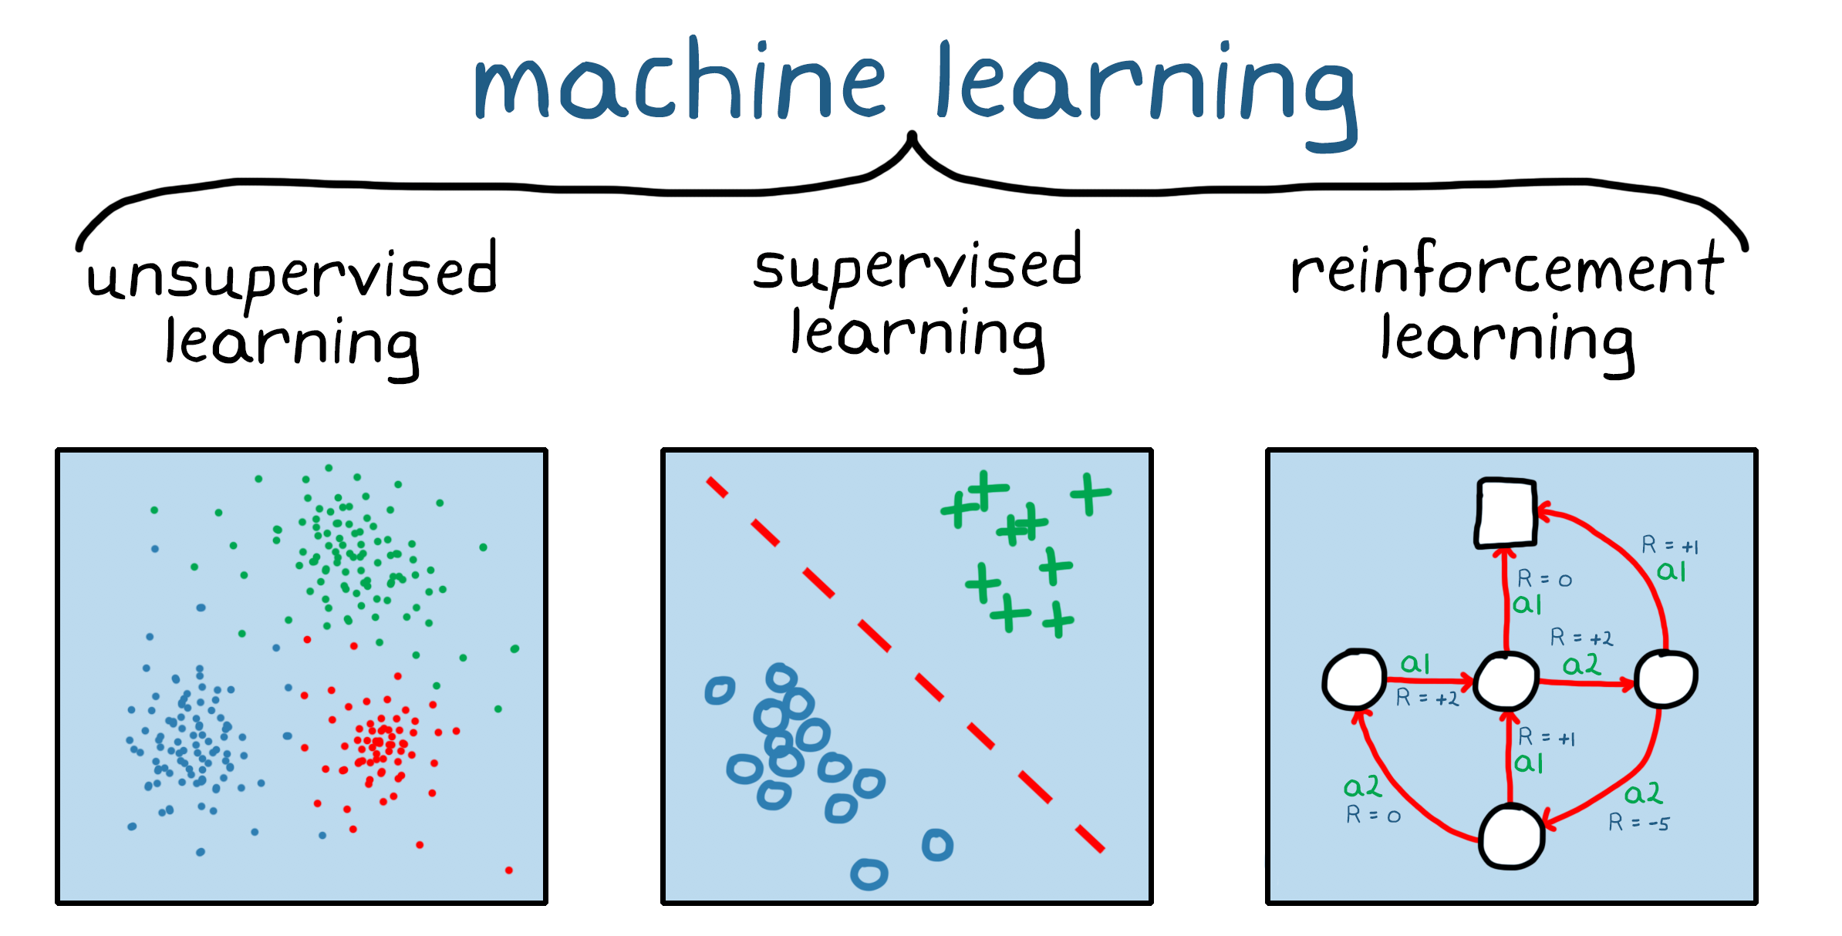 machine learning
unsupervised
learning
supervised
learning
reinforcement
learning
R = +1
a1
R = 0
a1
R = +2
a2
a1
R = +2
R = +1
a1
a2
R = 0
a2
R = -5